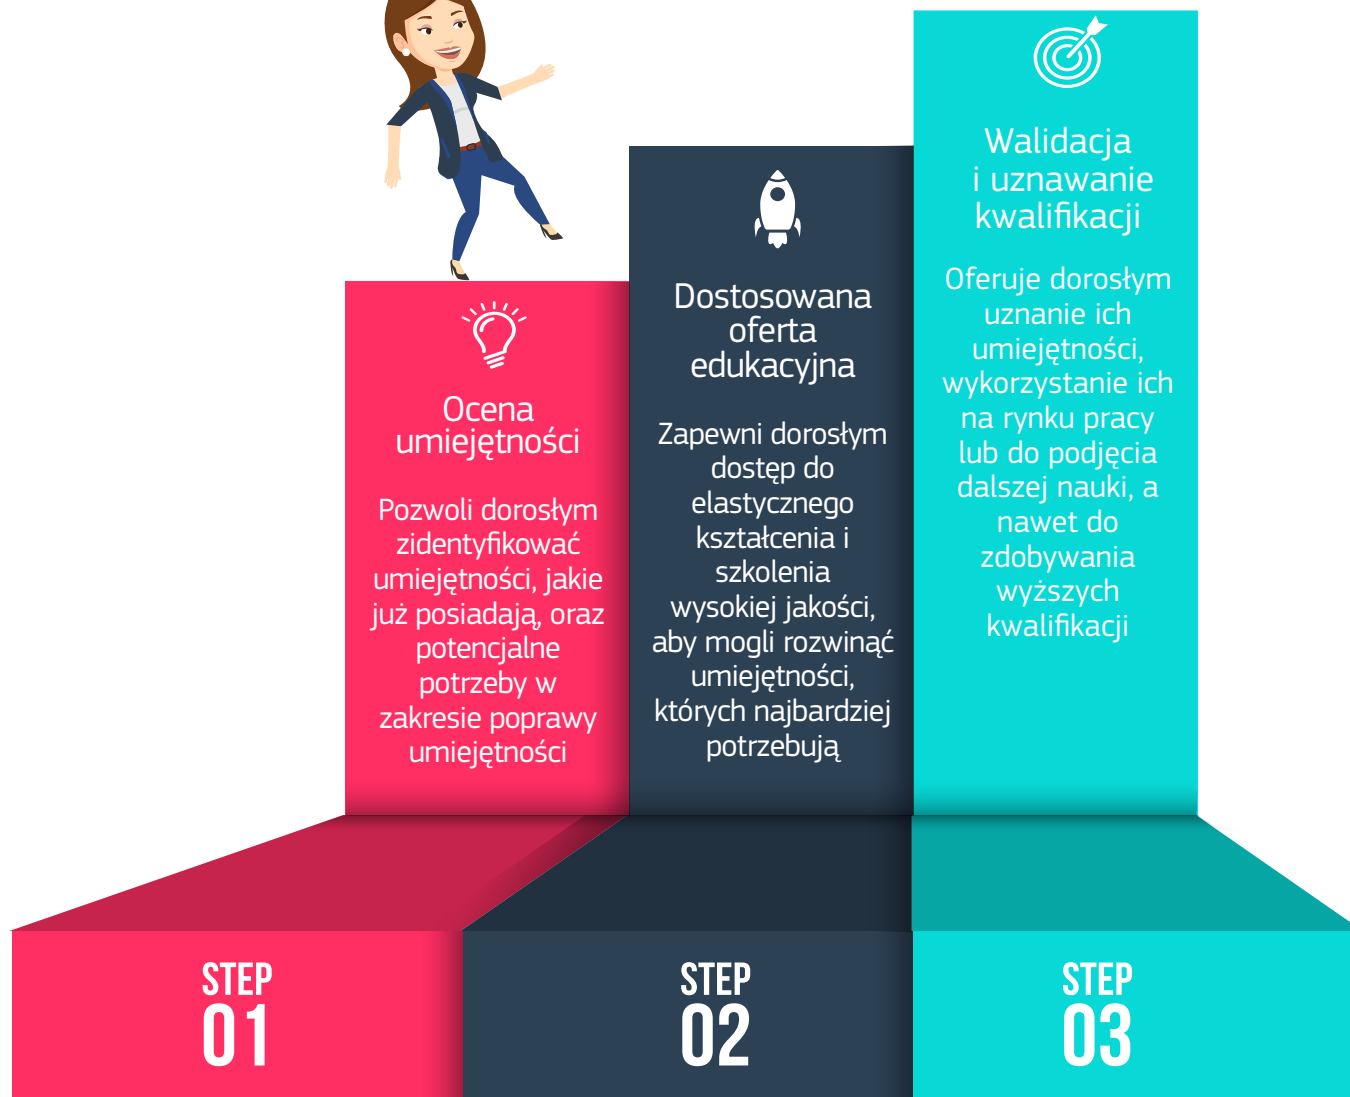 Ocena
umiejętności
Pozwoli dorosłym
zidentyfikować
umiejętności, jakie
już posiadają, oraz
potencjalne
potrzeby w
zakresie poprawy
umiejętności
STEP
01
Dostosowana
oferta
edukacyjna
Zapewni dorosłym
dostęp do
elastycznego
kształcenia i
szkolenia
wysokiej jakości,
aby mogli rozwinąć
umiejętności,
których najbardziej
potrzebują
STEP
02
Walidacja
i uznawanie
kwalifikacji
Oferuje dorosłym
uznanie ich
umiejętności,
wykorzystanie ich
na rynku pracy
lub do podjęcia
dalszej nauki, a
nawet do
zdobywania
wyższych
kwalifikacji
STEP
03